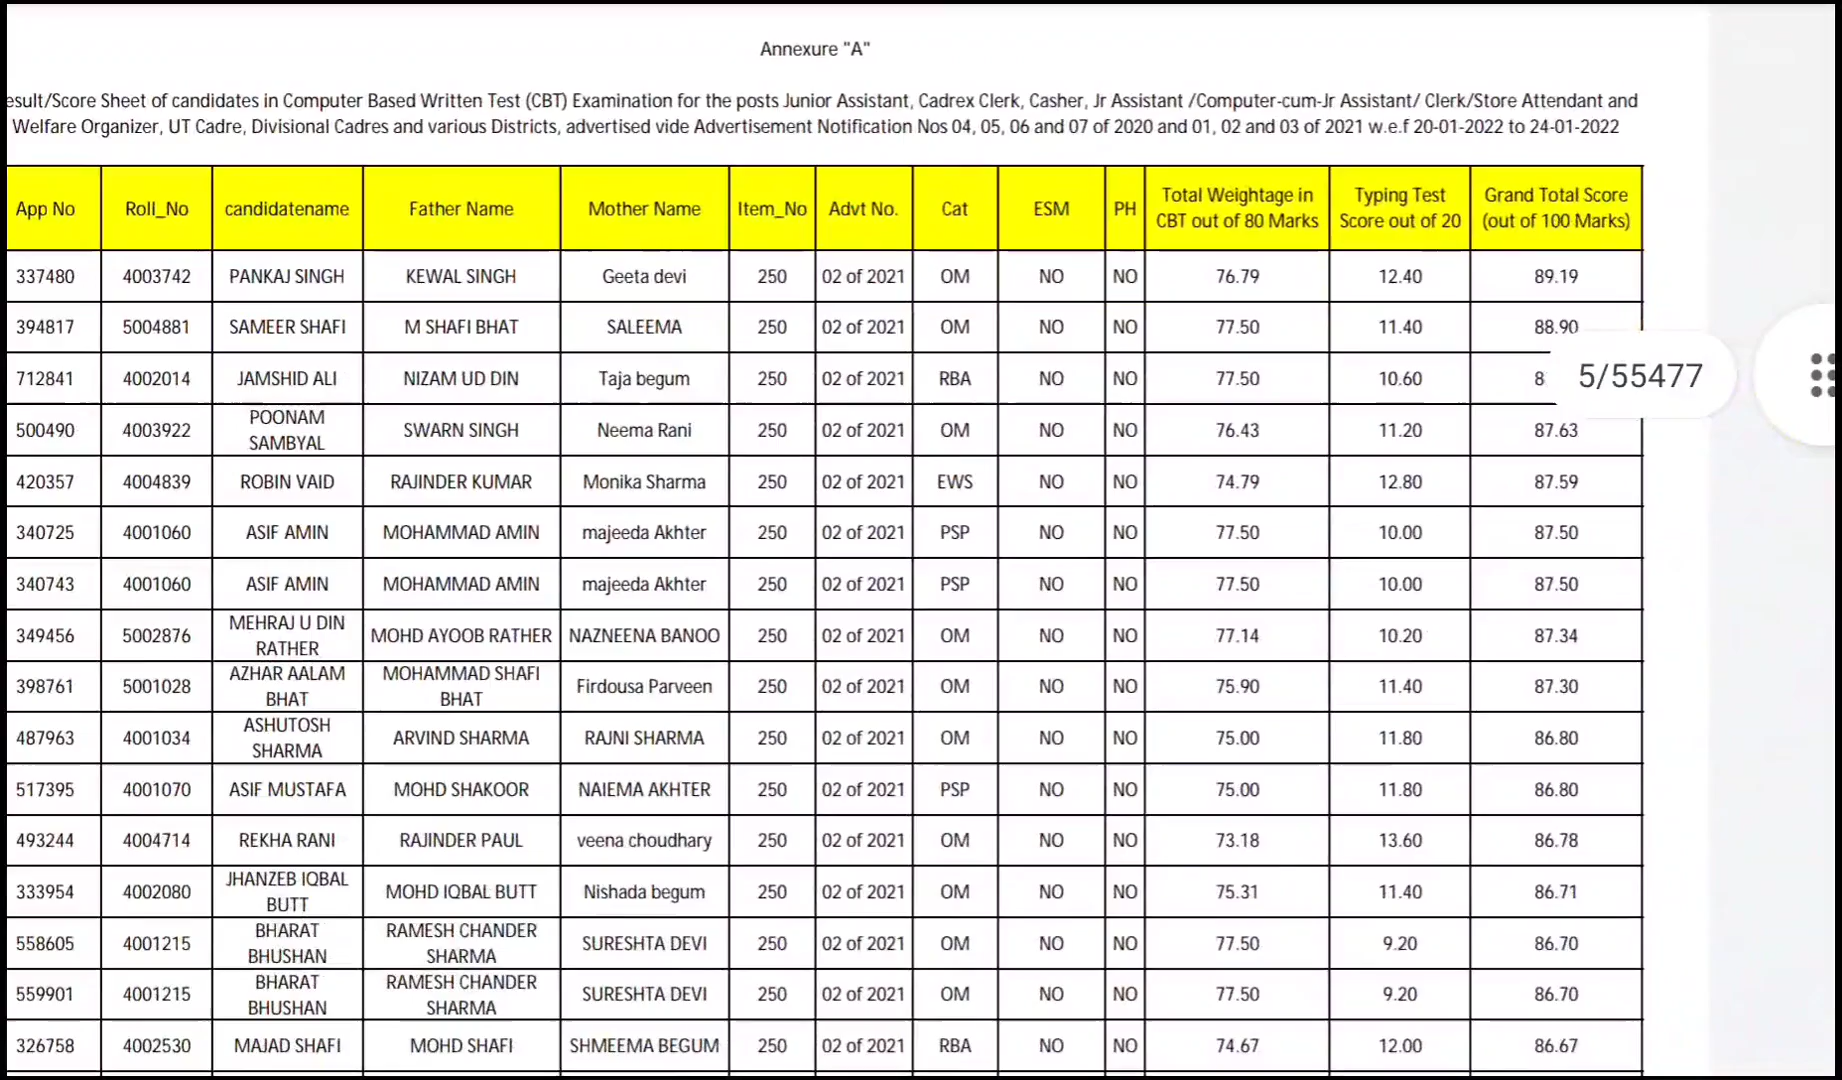 Annexure "A"
esult/Score Sheet of candidates in Computer Based Written Test (CBT) Examination for the posts Junior Assistant, Cadrex Clerk, Casher, Jr Assistant /Computer-cum-Jr Assistant/ Clerk/Store Attendant and
Welfare Organizer, UT Cadre, Divisional Cadres and various Districts, advertised vide Advertisement Notification Nos 04, 05, 06 and 07 of 2020 and 01, 02 and 03 of 2021 w.e.f 20-01-2022 to 24-01-2022
App No Roll_No candidatename Father Name Mother Name Item_No Advt No. Cat ESM PH Total Weightage in CBT out of 80 Marks Typing Test Score out of 20 Grand Total Score (out of 100 Marks)
337480 4003742 PANKAJ SINGH KEWAL SINGH Geeta devi 250 02 of 2021 OM NO NO 76.79 12.40 89.19
394817 5004881 SAMEER SHAFI M SHAFI BHAT SALEEMA 250 02 of 2021 OM NO NO 77.50 11.40 88.90
712841 4002014 JAMSHID ALI NIZAM UD DIN Taja begum 250 02 of 2021 RBA NO NO 77.50 10.60 8
5/55477
500490 4003922 POONAM SAMBYAL SWARN SINGH Neema Rani 250 02 of 2021 OM NO NO 76.43 11.20 87.63
420357 4004839 ROBIN VAID RAJINDER KUMAR Monika Sharma 250 02 of 2021 EWS NO NO 74.79 12.80 87.59
340725 4001060 ASIF AMIN MOHAMMAD AMIN majeeda Akhter 250 02 of 2021 PSP NO NO 77.50 10.00 87.50
340743 4001060 ASIF AMIN MOHAMMAD AMIN majeeda Akhter 250 02 of 2021 PSP NO NO 77.50 10.00 87.50
349456 5002876 MEHRAJ U DIN RATHER MOHD AYOOB RATHER NAZNEENA BANOO 250 02 of 2021 OM NO NO 77.14 10.20 87.34
398761 5001028 AZHAR AALAM BHAT MOHAMMAD SHAFI BHAT Firdousa Parveen 250 02 of 2021 OM NO NO 75.90 11.40 87.30
487963 4001034 ASHUTOSH SHARMA ARVIND SHARMA RAJNI SHARMA 250 02 of 2021 OM NO NO 75.00 11.80 86.80
517395 4001070 ASIF MUSTAFA MOHD SHAKOOR NAIEMA AKHTER 250 02 of 2021 PSP NO NO 75.00 11.80 86.80
493244 4004714 REKHA RANI RAJINDER PAUL veena choudhary 250 02 of 2021 OM NO NO 73.18 13.60 86.78
333954 4002080 JHANZEB IQBAL BUTT MOHD IQBAL BUTT Nishada begum 250 02 of 2021 OM NO NO 75.31 11.40 86.71
558605 4001215 BHARAT BHUSHAN RAMESH CHANDER SHARMA SURESHTA DEVI 250 02 of 2021 OM NO NO 77.50 9.20 86.70
559901 4001215 BHARAT BHUSHAN RAMESH CHANDER SHARMA SURESHTA DEVI 250 02 of 2021 OM NO NO 77.50 9.20 86.70
326758 4002530 MAJAD SHAFI MOHD SHAFI SHMEEMA BEGUM 250 02 of 2021 RBA NO NO 74.67 12.00 86.67